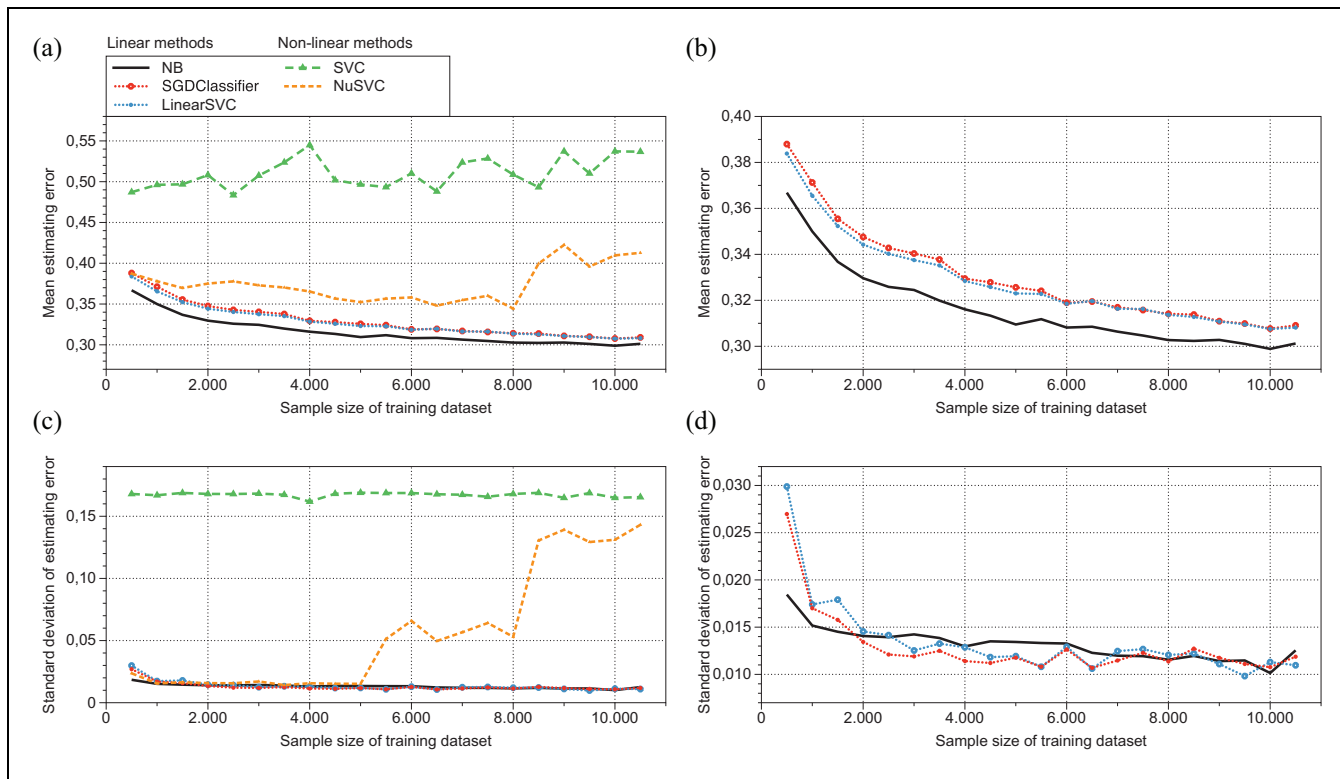 (a)
Linear methods Non-linear methods
NB SVC
SGDClassifier NuSVC
LinearSVC
Mean estimating error
0,55
0,50
0,45
0,40
0,35
0,30
0 2.000 4.000 6.000 8.000 10.000
Sample size of training dataset
(b)
Mean estimating error
0,40
0,38
0,36
0,34
0,32
0,30
0 2.000 4.000 6.000 8.000 10.000
Sample size of training dataset
(c)
Standard deviation of estimating error
0,15
0,10
0,05
0
0 2.000 4.000 6.000 8.000 10.000
Sample size of training dataset
(d)
Standard deviation of estimating error
0,030
0,025
0,020
0,015
0,010
0 2.000 4.000 6.000 8.000 10.000
Sample size of training dataset